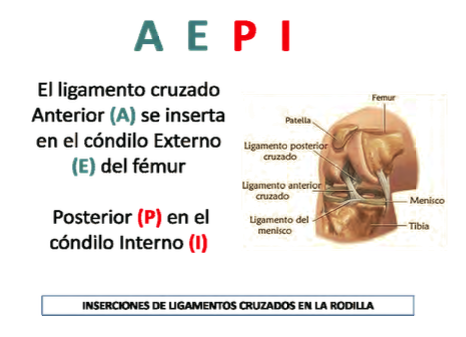 A E P I
El ligamento cruzado
Anterior (A) se inserta
en el cóndilo Externo
(E) del fémur
Posterior (P) en el
cóndilo Interno (I)
Femur
Patella
Ligamento posterior
cruzado
Ligamento anterior
cruzado
Menisco
Ligamento del
menisco
Tibia
INSERCIONES DE LIGAMENTOS CRUZADOS EN LA RODILLA